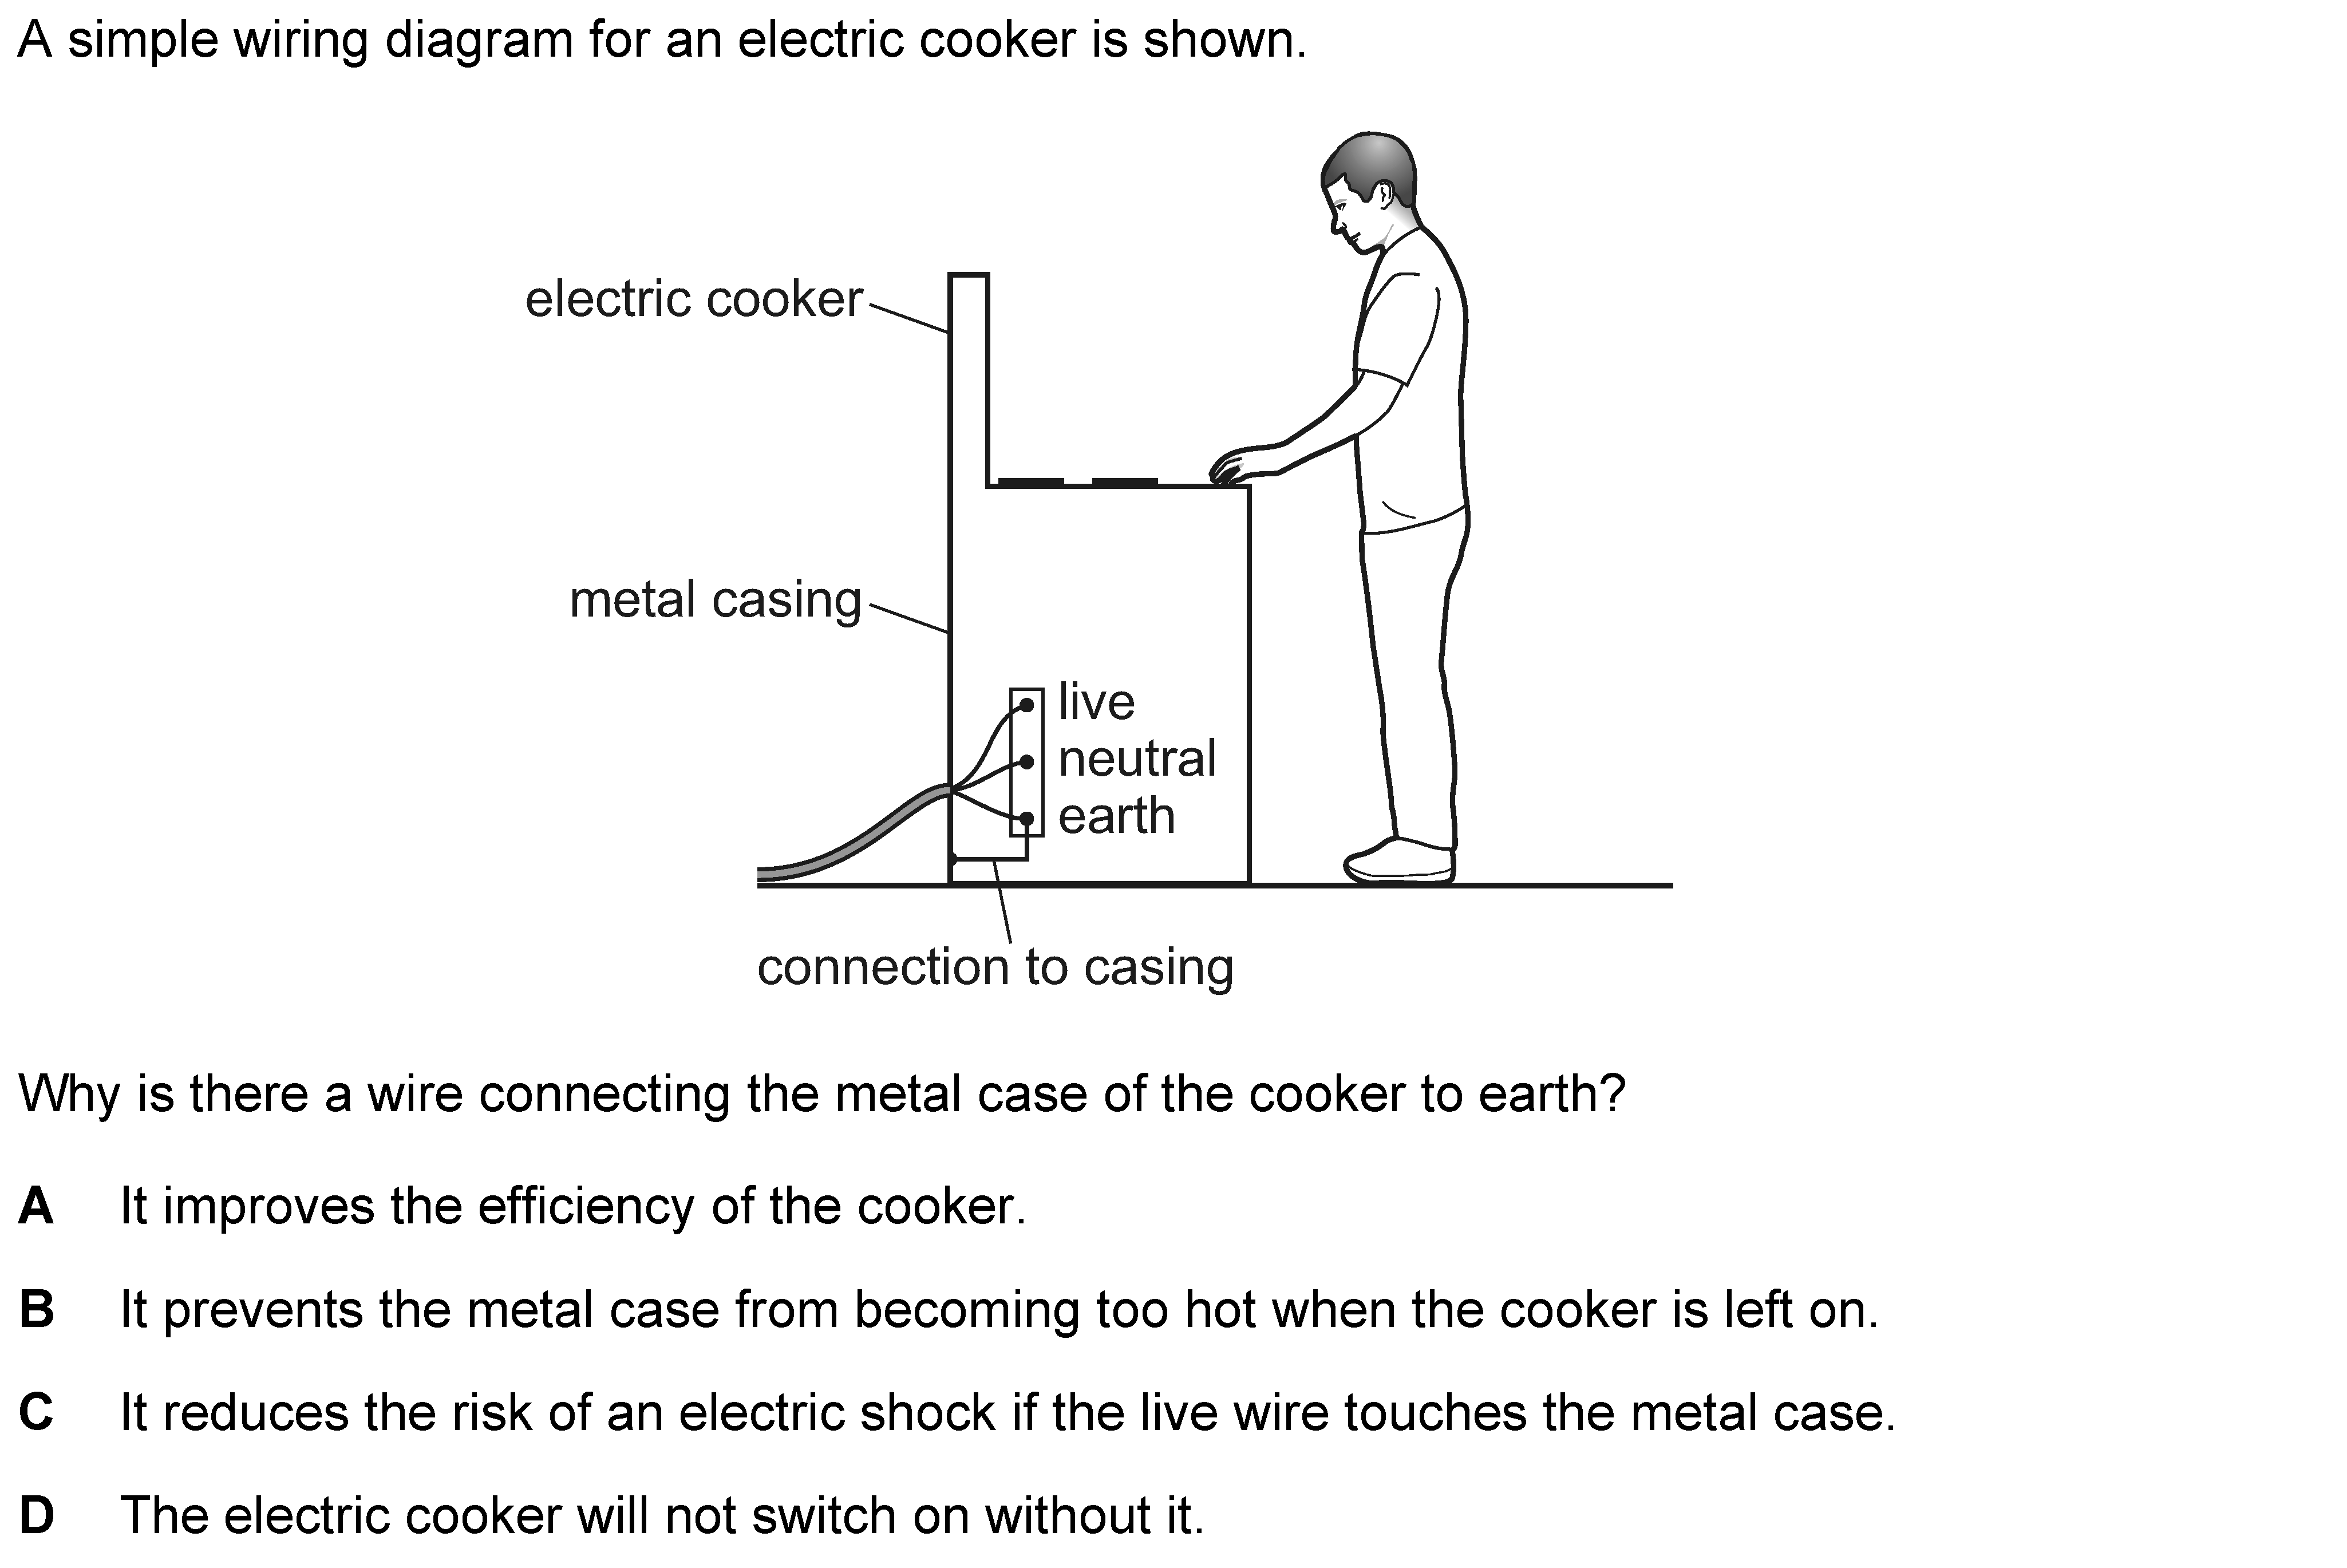 A simple wiring diagram for an electric cooker is shown.
electric cooker
metal casing
live
neutral
earth
connection to casing
Why is there a wire connecting the metal case of the cooker to earth?
A It improves the efficiency of the cooker.
B It prevents the metal case from becoming too hot when the cooker is left on.
C It reduces the risk of an electric shock if the live wire touches the metal case.
D The electric cooker will not switch on without it.